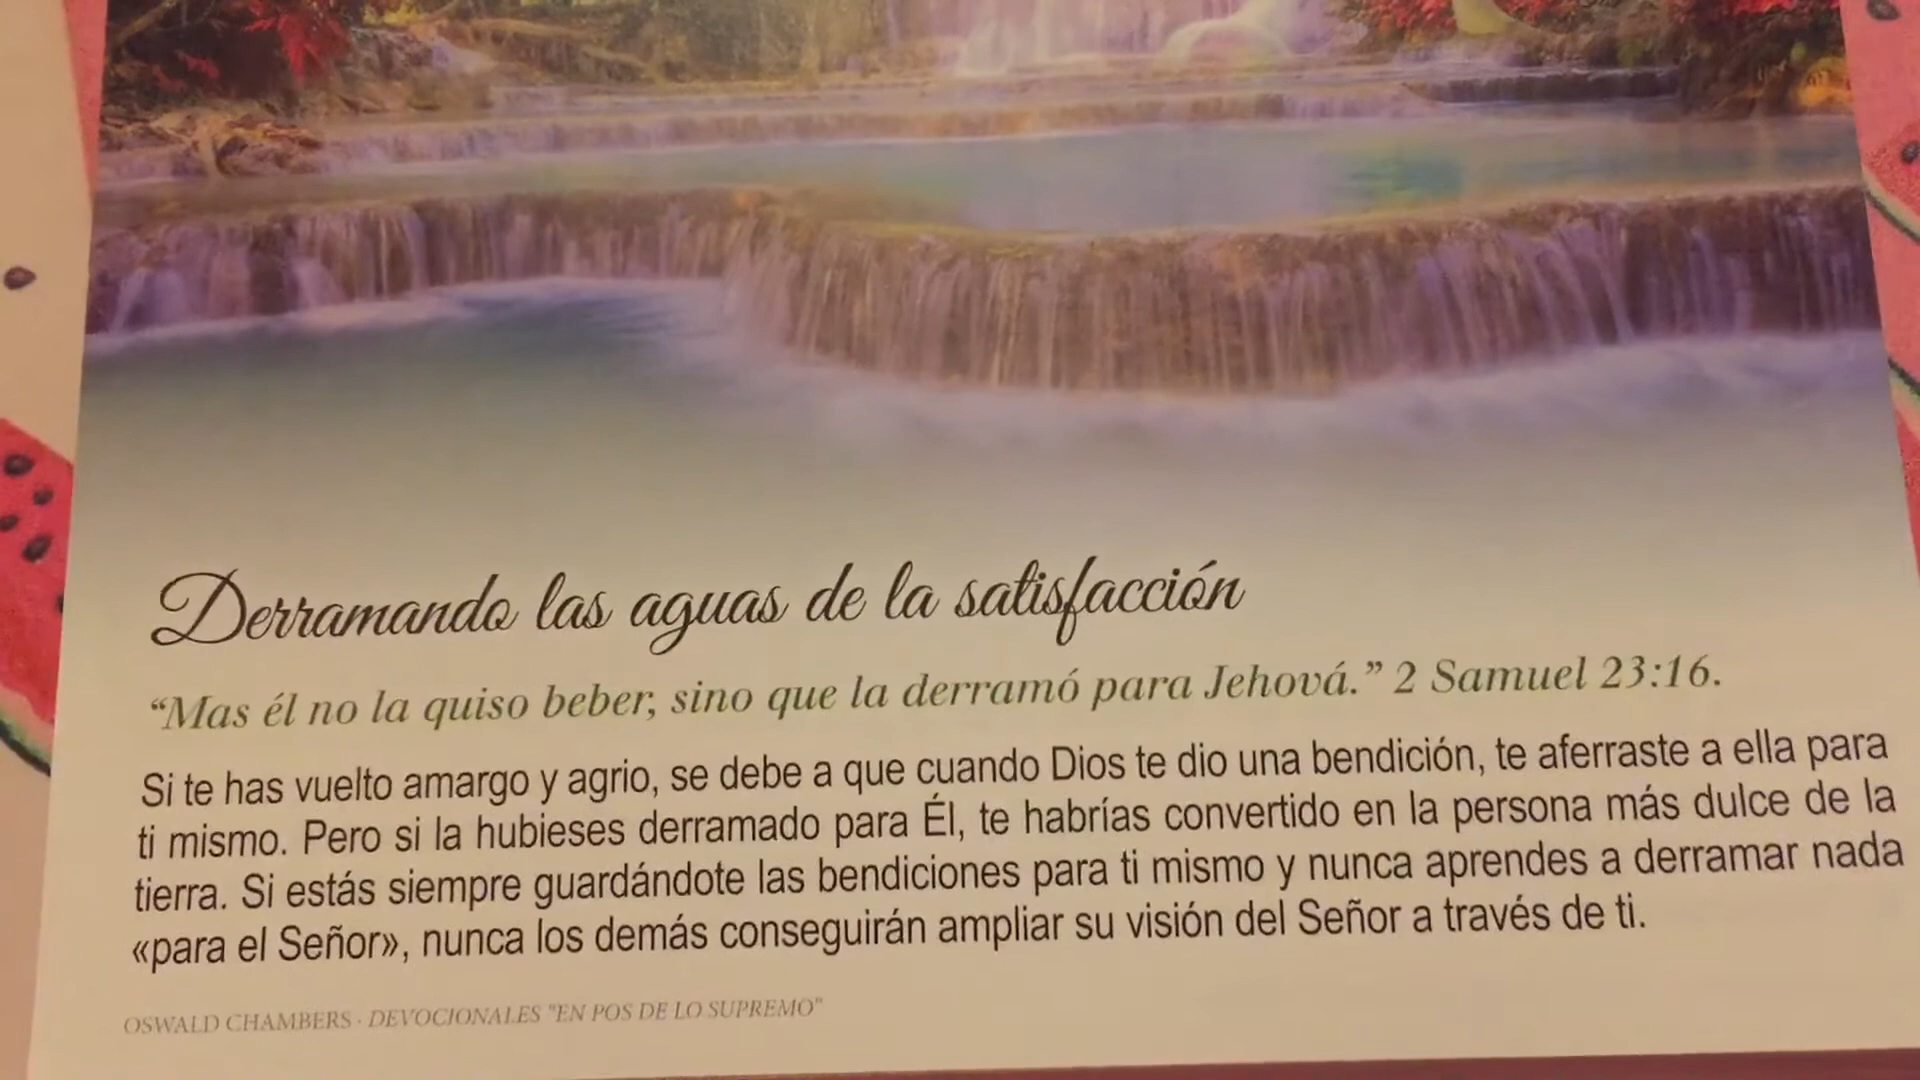 Derramando las aguas de la satisfacción
“Mas él no la quiso beber, sino que la derramó para Jehová.” 2 Samuel 23:16.
Si te has vuelto amargo y agrio, se debe a que cuando Dios te dio una bendición, te aferraste a ella para
ti mismo. Pero si la hubieses derramado para Él, te habrías convertido en la persona más dulce de la
tierra. Si estás siempre guardándote las bendiciones para ti mismo y nunca aprendes a derramar nada
«para el Señor», nunca los demás conseguirán ampliar su visión del Señor a través de ti.
OSWALD CHAMBERS · DEVOCIONALES "EN POS DE LO SUPREMO"